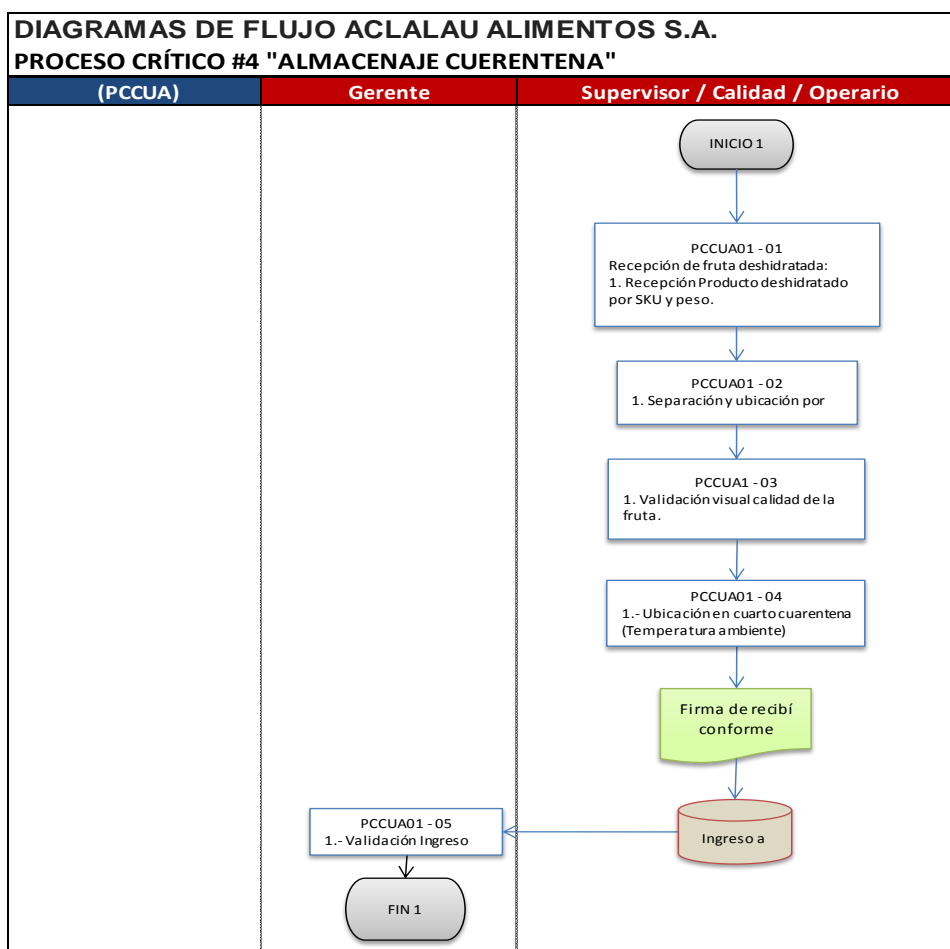 DIAGRAMAS DE FLUJO ACLALAU ALIMENTOS S.A.
PROCESO CRÍTICO #4 "ALMACENAJE CUERENTENA"
(PCCUA)
Gerente
Supervisor / Calidad / Operario
INICIO 1
PCCUA01 - 01
Recepción de fruta deshidratada:
1. Recepción Producto deshidratado
por SKU y peso.
PCCUA01 - 02
1. Separación y ubicación por
PCCUA1 - 03
1. Validación visual calidad de la
fruta.
PCCUA01 - 04
1.- Ubicación en cuarto cuarentena
(Temperatura ambiente)
Firma de recibí
conforme
Ingreso a
PCCUA01 - 05
1.- Validación Ingreso
FIN 1